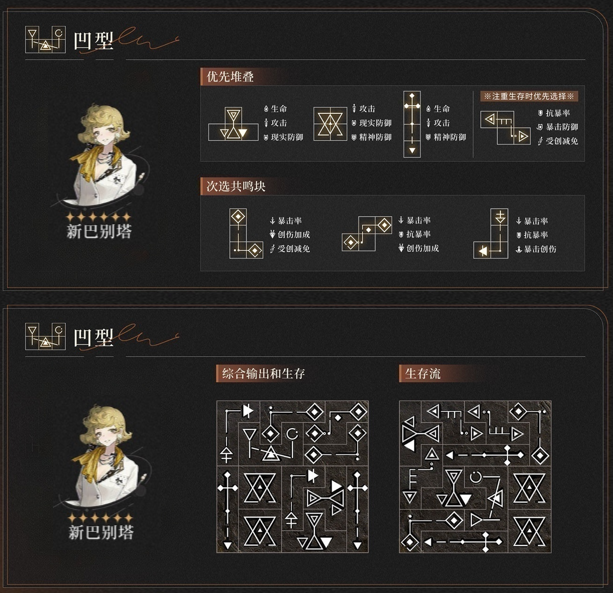 凹型
优先堆叠
生命
攻击
现实防御
攻击
现实防御
精神防御
生命
攻击
精神防御
※注重生存时优先选择※
抗暴率
暴击防御
受创减免
新巴别塔
次选共鸣块
暴击率
创伤加成
受创减免
暴击率
抗暴率
创伤加成
暴击率
抗暴率
暴击创伤
凹型
综合输出和生存
生存流
新巴别塔